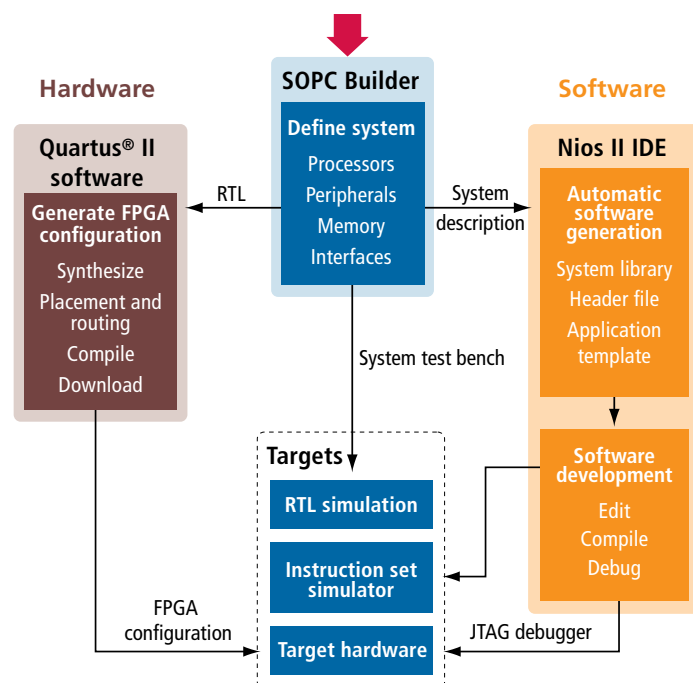 Hardware
SOPC Builder
Software
Define system
Processors
Peripherals
Memory
Interfaces
Quartus® II
software
Generate FPGA
configuration
Synthesize
Placement and
routing
Compile
Download
RTL
System
description
Nios II IDE
Automatic
software
generation
System library
Header file
Application
template
System test bench
Software
development
Edit
Compile
Debug
Targets
RTL simulation
Instruction set
simulator
Target hardware
FPGA
configuration
JTAG debugger